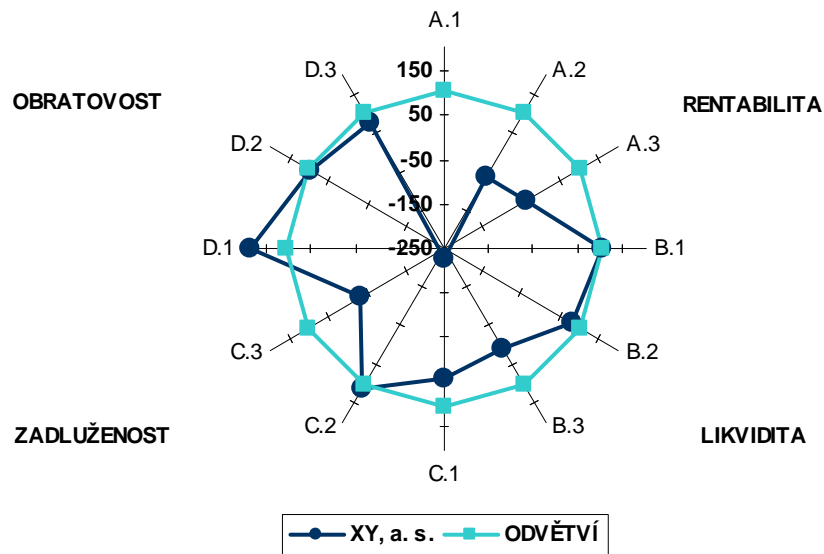 A.1
D.3
150
A.2
OBRATOVOST
50
RENTABILITA
D.2
-50
A.3
-150
D.1
-250
B.1
C.3
B.2
ZADLUŽENOST
C.2
B.3
LIKVIDITA
C.1
XY, a. s.
ODVĚTVÍ